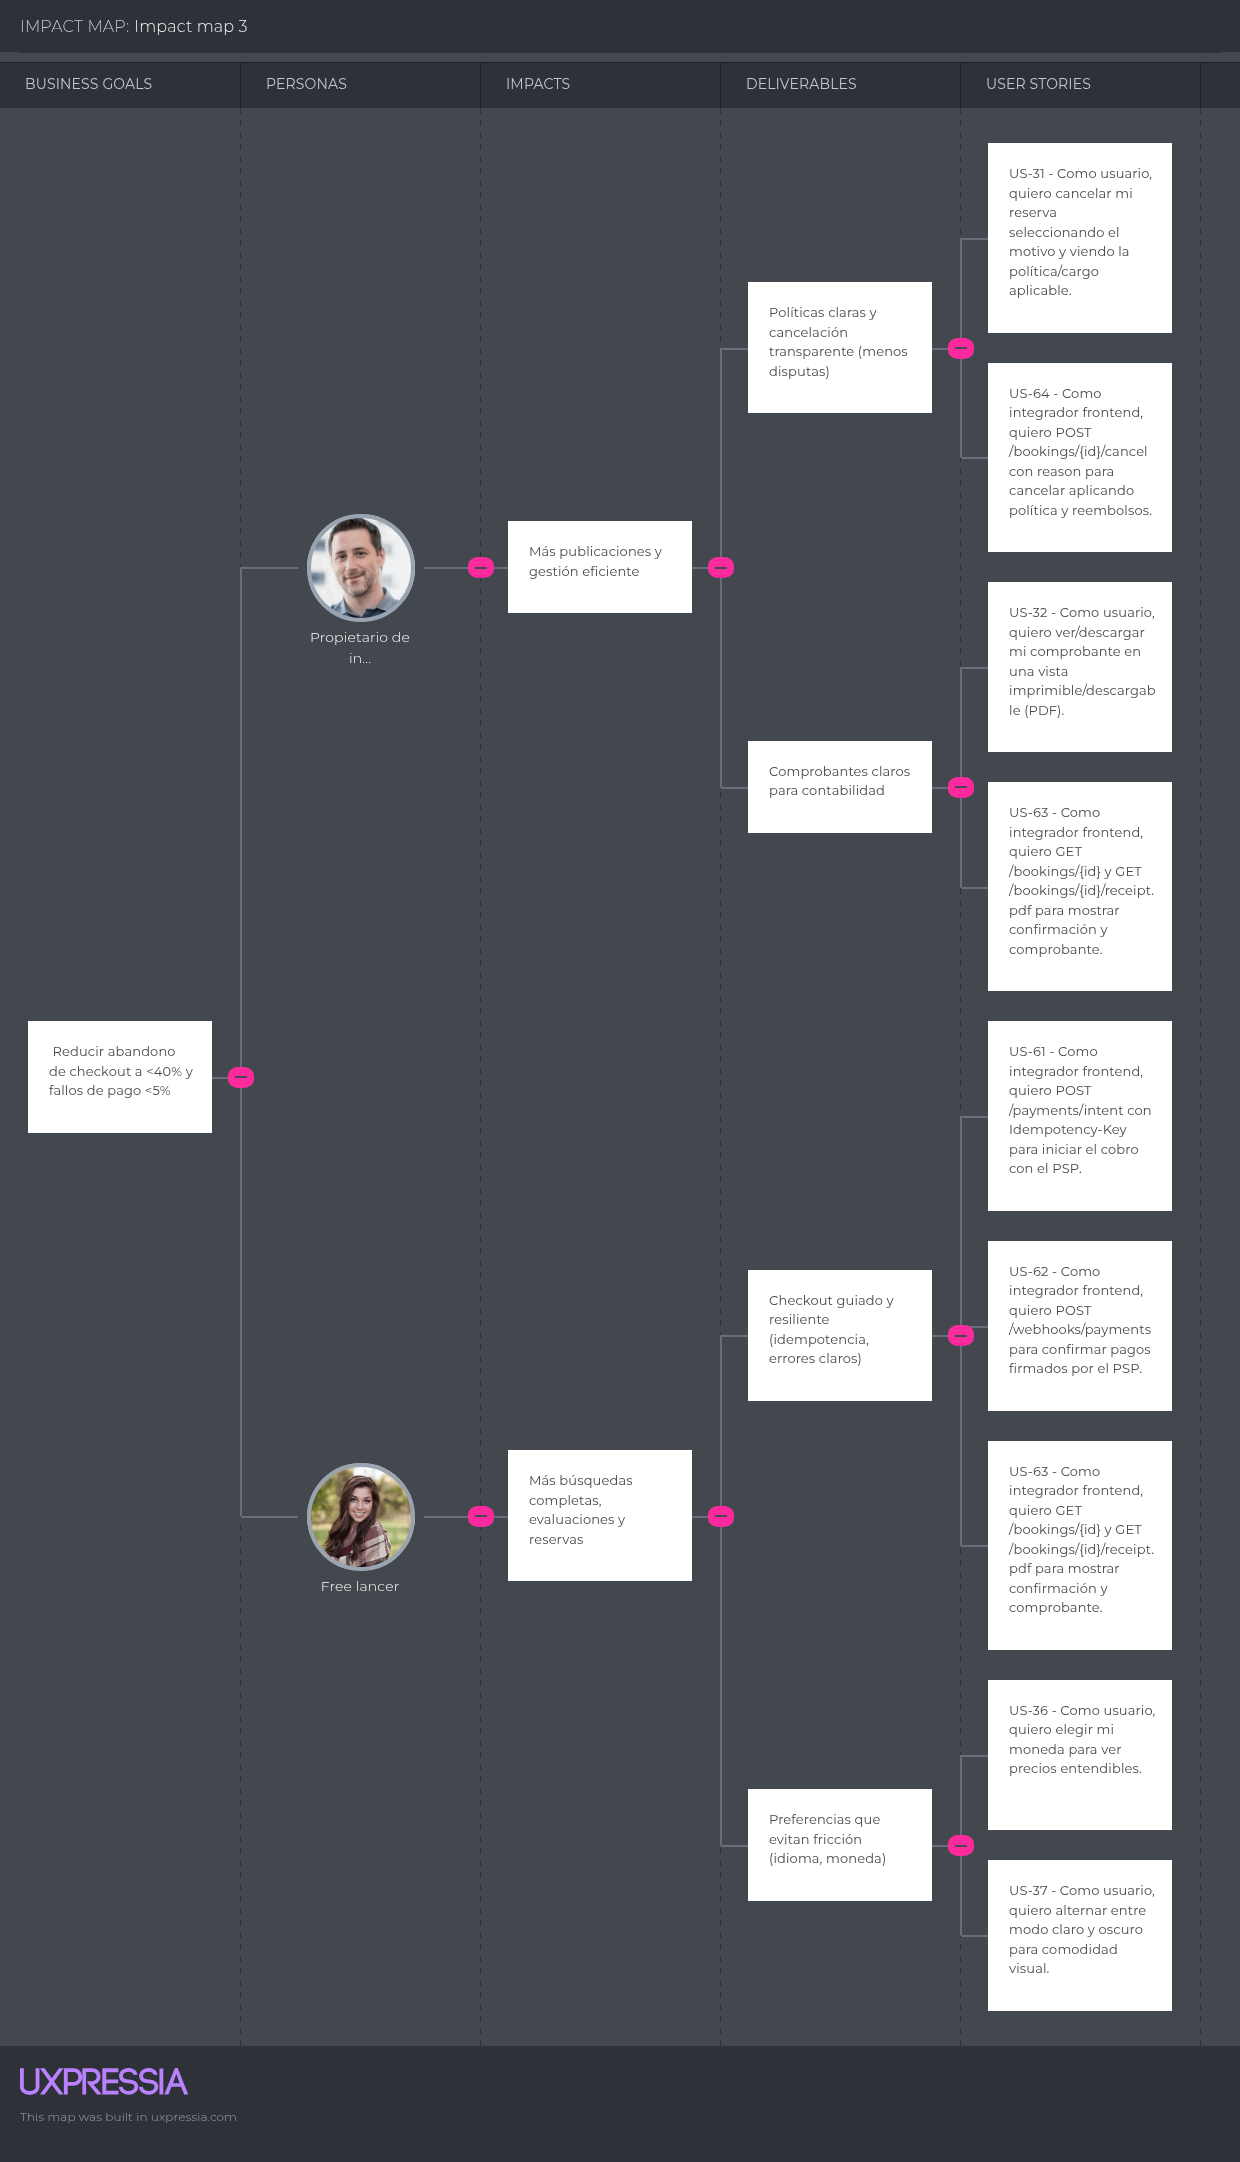 IMPACT MAP: Impact map 3
BUSINESS GOALS
PERSONAS
IMPACTS
DELIVERABLES
USER STORIES
Reducir abandono
de checkout a <40% y
fallos de pago <5%
Propietario de
in...
Más publicaciones y
gestión eficiente
Políticas claras y
cancelación
transparente (menos
disputas)
US-31 - Como usuario,
quiero cancelar mi
reserva
seleccionando el
motivo y viendo la
política/cargo
aplicable.
US-64 - Como
integrador frontend,
quiero POST
/bookings/{id}/cancel
con reason para
cancelar aplicando
política y reembolsos.
Comprobantes claros
para contabilidad
US-32 - Como usuario,
quiero ver/descargar
mi comprobante en
una vista
imprimible/descargab
le (PDF).
US-63 - Como
integrador frontend,
quiero GET
/bookings/{id} y GET
/bookings/{id}/receipt.
pdf para mostrar
confirmación y
comprobante.
Free lancer
Más búsquedas
completas,
evaluaciones y
reservas
Checkout guiado y
resiliente
(idempotencia,
errores claros)
US-61 - Como
integrador frontend,
quiero POST
/payments/intent con
Idempotency-Key
para iniciar el cobro
con el PSP.
US-62 - Como
integrador frontend,
quiero POST
/webhooks/payments
para confirmar pagos
firmados por el PSP.
US-63 - Como
integrador frontend,
quiero GET
/bookings/{id} y GET
/bookings/{id}/receipt.
pdf para mostrar
confirmación y
comprobante.
Preferencias que
evitan fricción
(idioma, moneda)
US-36 - Como usuario,
quiero elegir mi
moneda para ver
precios entendibles.
US-37 - Como usuario,
quiero alternar entre
modo claro y oscuro
para comodidad
visual.
UXPRESSIA
This map was built in uxpressia.com